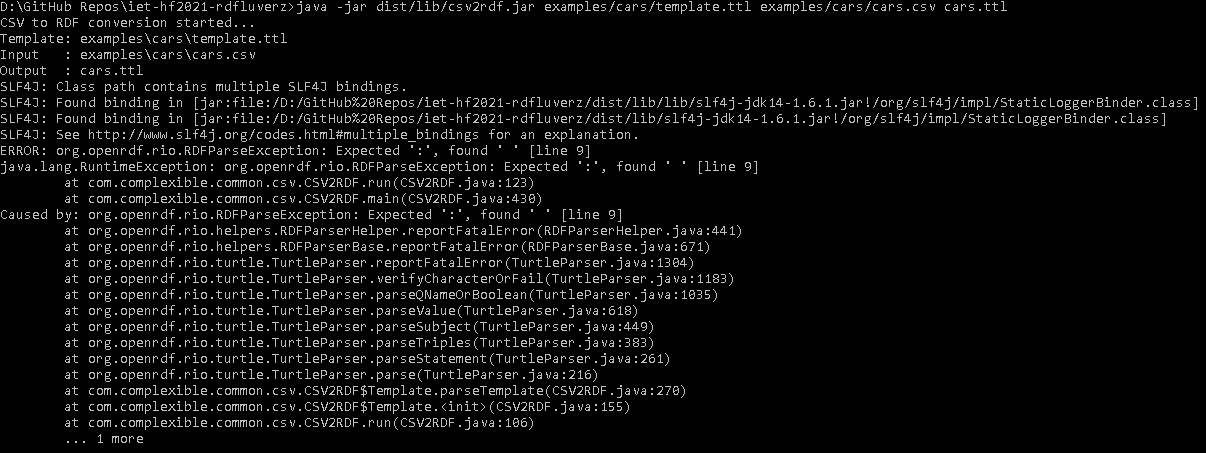 D:\GitHub Repos\iet-hf2021-rdfluverz>java -jar dist/lib/csv2rdf.jar examples/cars/template.ttl examples/cars/cars.csv cars.ttl
CSV to RDF conversion started...
Template: examples\cars\template.ttl
Input   : examples\cars\cars.csv
Output  : cars.ttl
SLF4J: Class path contains multiple SLF4J bindings.
SLF4J: Found binding in [jar:file:/D:/GitHub%20Repos/iet-hf2021-rdfluverz/dist/lib/lib/slf4j-jdk14-1.6.1.jar!/org/slf4j/impl/StaticLoggerBinder.class]
SLF4J: Found binding in [jar:file:/D:/GitHub%20Repos/iet-hf2021-rdfluverz/dist/lib/slf4j-jdk14-1.6.1.jar!/org/slf4j/impl/StaticLoggerBinder.class]
SLF4J: See http://www.slf4j.org/codes.html#multiple_bindings for an explanation.
ERROR: org.openrdf.rio.RDFParseException: Expected ':', found ' ' [line 9]
java.lang.RuntimeException: org.openrdf.rio.RDFParseException: Expected ':', found ' ' [line 9]
        at com.complexible.common.csv.CSV2RDF.run(CSV2RDF.java:123)
        at com.complexible.common.csv.CSV2RDF.main(CSV2RDF.java:430)
Caused by: org.openrdf.rio.RDFParseException: Expected ':', found ' ' [line 9]
        at org.openrdf.rio.helpers.RDFParserHelper.reportFatalError(RDFParserHelper.java:441)
        at org.openrdf.rio.helpers.RDFParserBase.reportFatalError(RDFParserBase.java:671)
        at org.openrdf.rio.turtle.TurtleParser.reportFatalError(TurtleParser.java:1304)
        at org.openrdf.rio.turtle.TurtleParser.verifyCharacterOrFail(TurtleParser.java:1183)
        at org.openrdf.rio.turtle.TurtleParser.parseQNameOrBoolean(TurtleParser.java:1035)
        at org.openrdf.rio.turtle.TurtleParser.parseValue(TurtleParser.java:618)
        at org.openrdf.rio.turtle.TurtleParser.parseSubject(TurtleParser.java:449)
        at org.openrdf.rio.turtle.TurtleParser.parseTriples(TurtleParser.java:383)
        at org.openrdf.rio.turtle.TurtleParser.parseStatement(TurtleParser.java:261)
        at org.openrdf.rio.turtle.TurtleParser.parse(TurtleParser.java:216)
        at com.complexible.common.csv.CSV2RDF$Template.parseTemplate(CSV2RDF.java:270)
        at com.complexible.common.csv.CSV2RDF$Template.<init>(CSV2RDF.java:155)
        at com.complexible.common.csv.CSV2RDF.run(CSV2RDF.java:106)
        ... 1 more